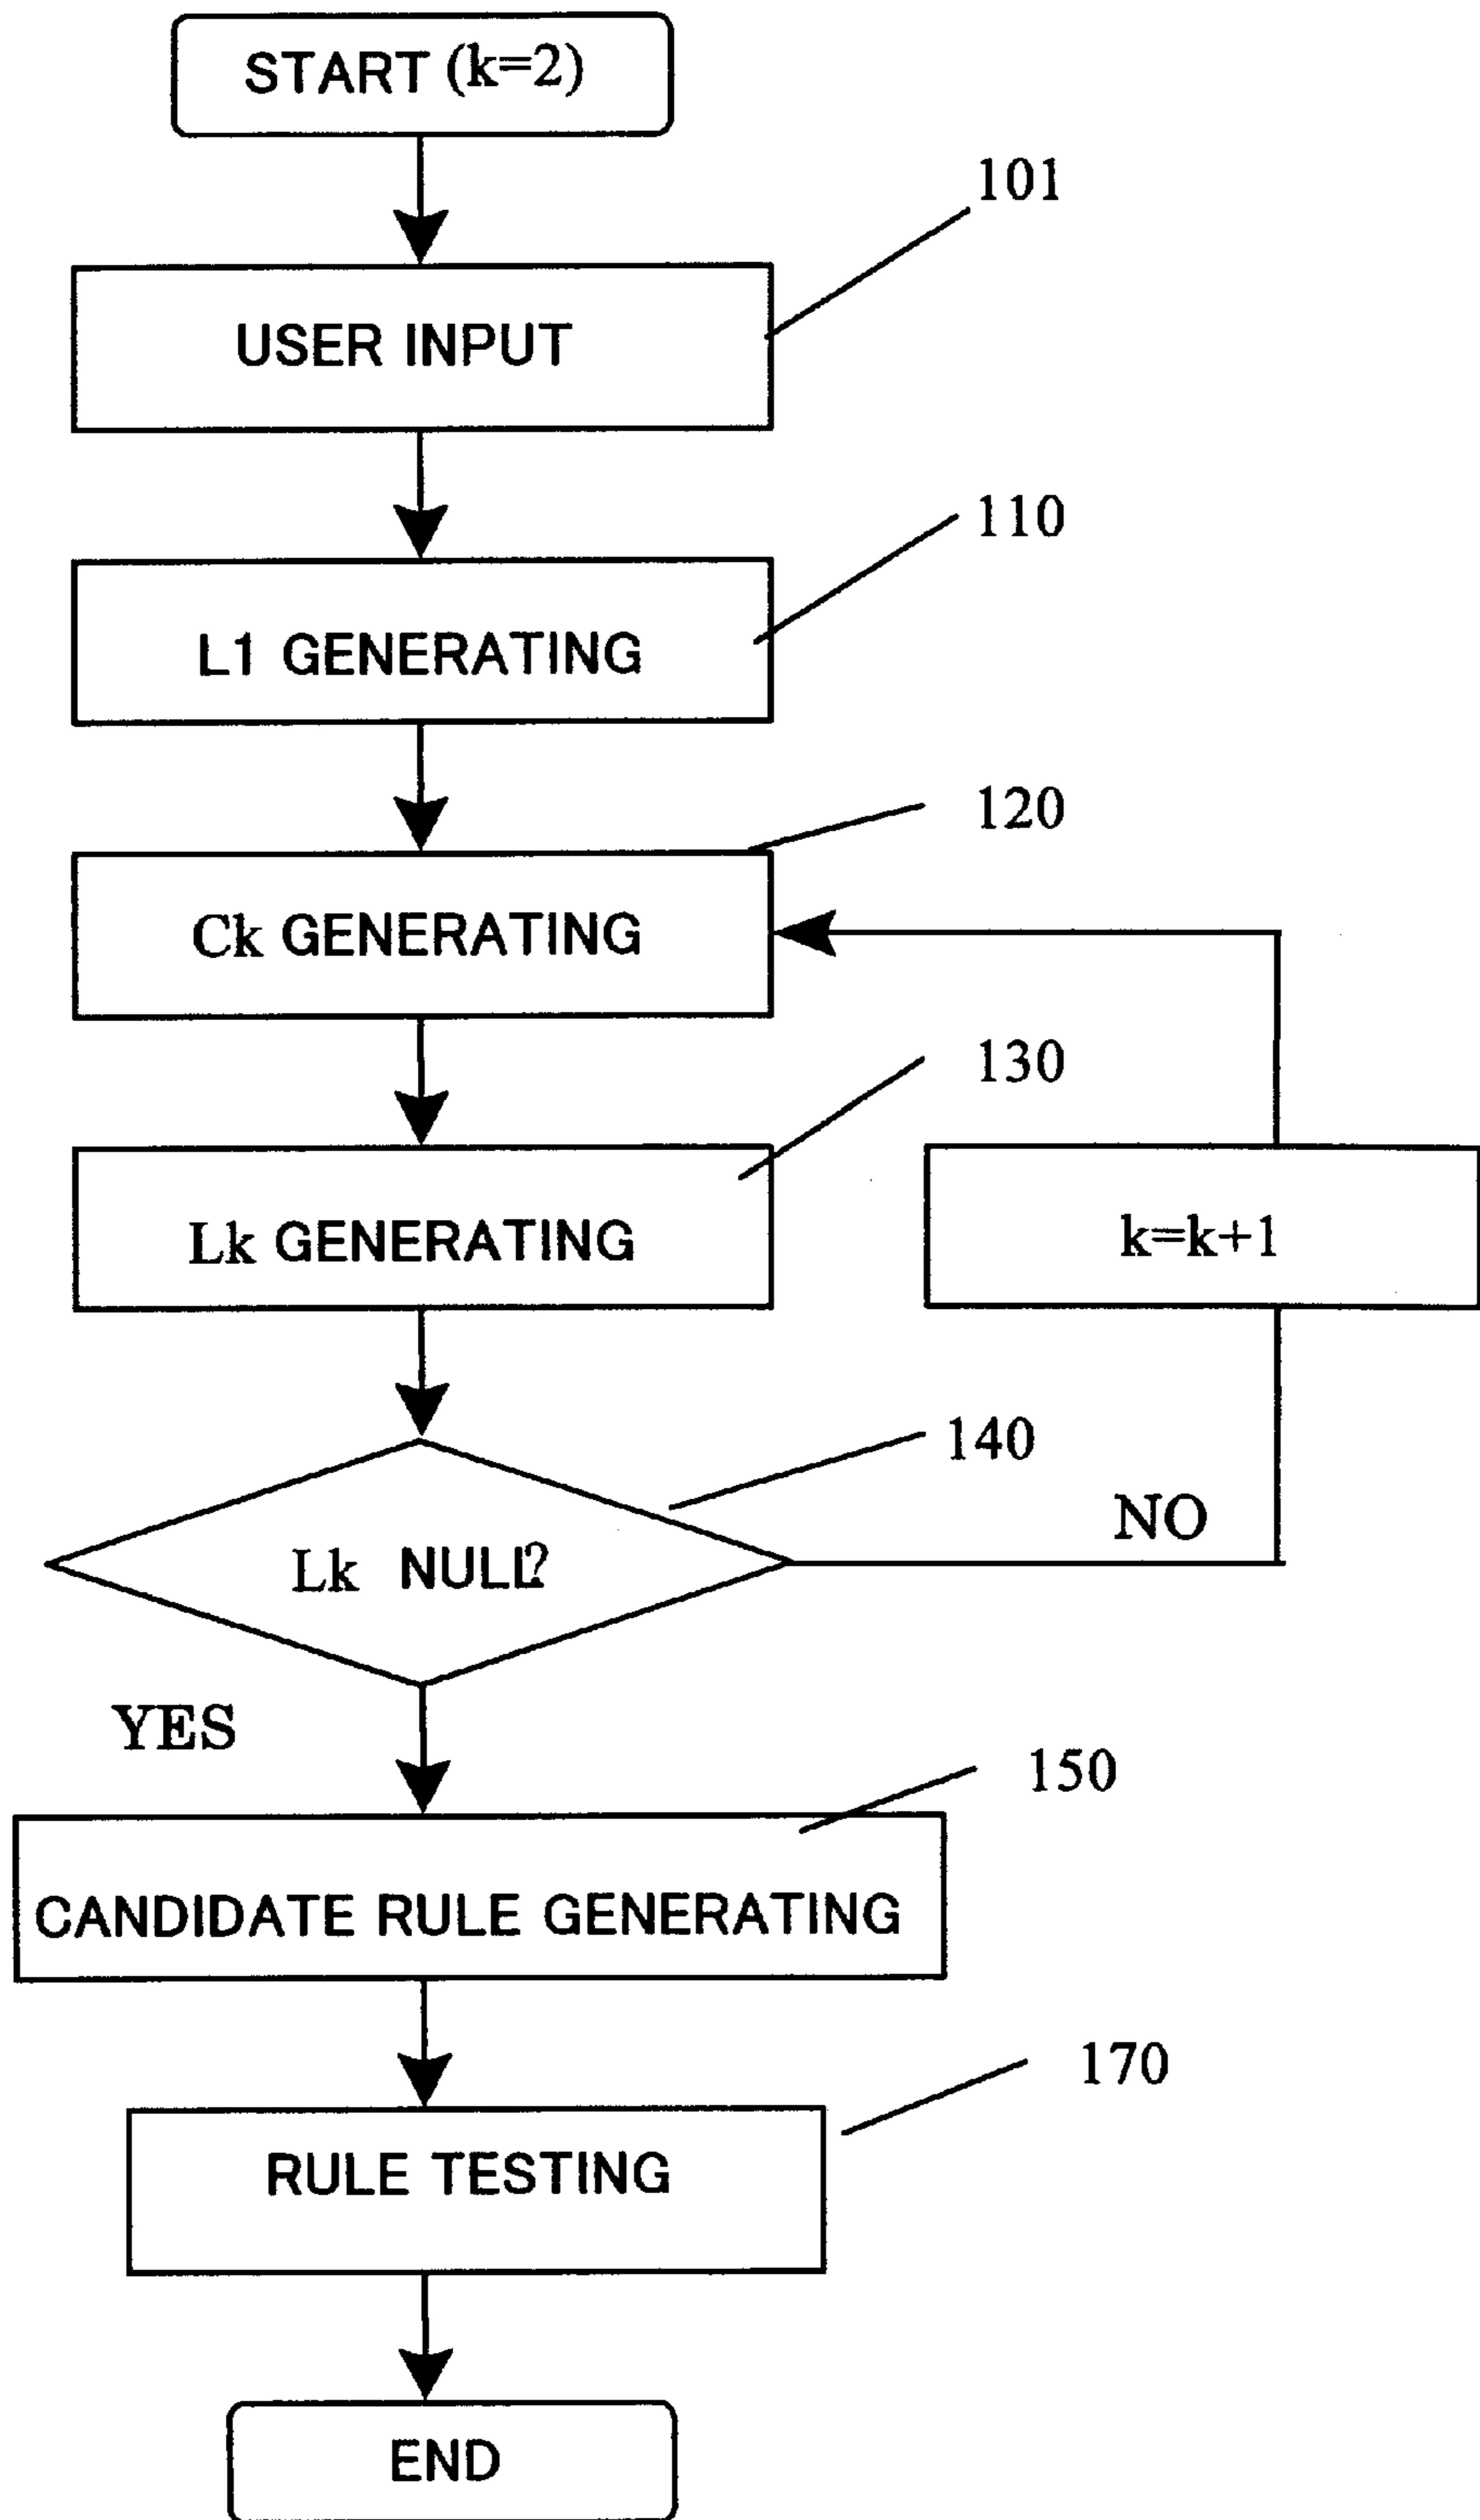 START (k=2)
101
USER INPUT
110
L1 GENERATING
120
Ck GENERATING
130
Lk GENERATING
k=k+1
140
NO
Lk NULL?
YES
150
CANDIDATE RULE GENERATING
170
RULE TESTING
END